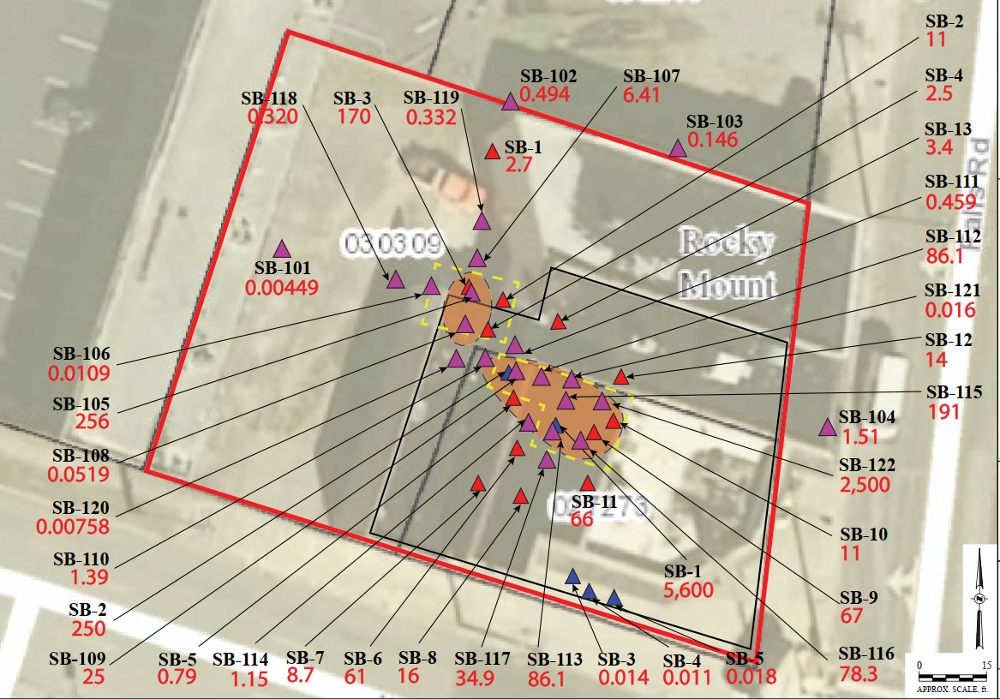 SB-2
11
SB-4
2.5
SB-13
3.4
SB-111
0.459
SB-112
86.1
SB-121
0.016
SB-12
14
SB-115
191
SB-104
1.51
SB-122
2,500
SB-10
11
SB-9
67
SB-116
78.3
SB-102
0.494
SB-107
6.41
SB-103
0.146
SB-118
0.320
SB-3
170
SB-119
0.332
SB-1
2.7
030309
Rocky
Mount
Falls Rd
SB-101
0.00449
SB-106
0.0109
SB-105
256
SB-108
0.0519
SB-120
0.00758
SB-110
1.39
SB-2
250
SB-109
25
SB-5
0.79
SB-114
1.15
SB-7
8.7
SB-6
61
SB-8
16
SB-117
34.9
SB-113
86.1
SB-3
0.014
SB-4
0.011
SB-5
0.018
SB-11
66
SB-1
5,600
N
0 15
APPROX. SCALE, ft.